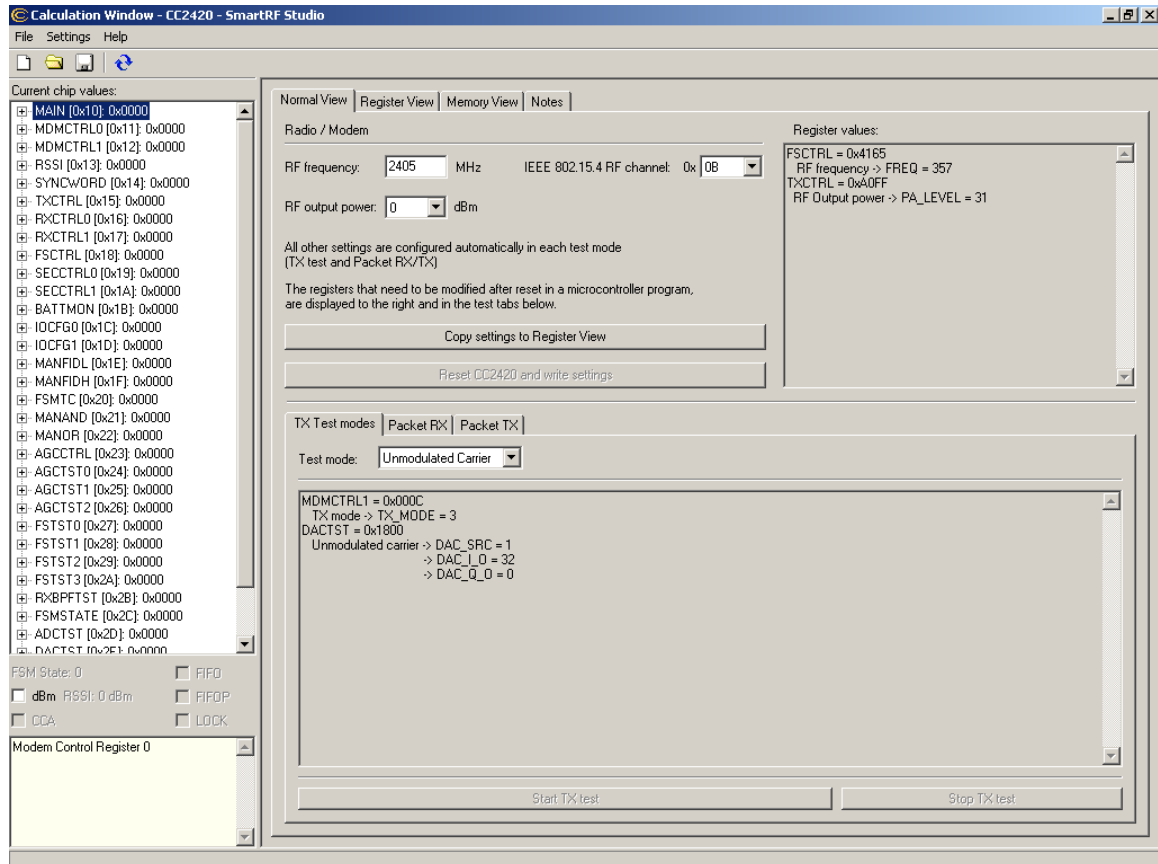 Calculation Window - CC2420 - SmartRF Studio
File Settings Help
Current chip values:
MAIN [0x10]: 0x0000
MDMCTRL0 [0x11]: 0x0000
MDMCTRL1 [0x12]: 0x0000
RSSI [0x13]: 0x0000
SYNCWORD [0x14]: 0x0000
TXCTRL [0x15]: 0x0000
RXCTRL0 [0x16]: 0x0000
RXCTRL1 [0x17]: 0x0000
FSCTRL [0x18]: 0x0000
SECCTRL0 [0x19]: 0x0000
SECCTRL1 [0x1A]: 0x0000
BATTMON [0x1B]: 0x0000
IOCFG0 [0x1C]: 0x0000
IOCFG1 [0x1D]: 0x0000
MANFIDL [0x1E]: 0x0000
MANFIDH [0x1F]: 0x0000
FSMTC [0x20]: 0x0000
MANAND [0x21]: 0x0000
MANOR [0x22]: 0x0000
AGCCTRL [0x23]: 0x0000
AGCTST0 [0x24]: 0x0000
AGCTST1 [0x25]: 0x0000
AGCTST2 [0x26]: 0x0000
FSTST0 [0x27]: 0x0000
FSTST1 [0x28]: 0x0000
FSTST2 [0x29]: 0x0000
FSTST3 [0x2A]: 0x0000
RXBPFTST [0x2B]: 0x0000
FSMSTATE [0x2C]: 0x0000
ADCTST [0x2D]: 0x0000
DACTST [0x2E]: 0x0000
FSM State: 0 FIFO
dBm RSSI: 0 dBm FIFOP
CCA LOCK
Modem Control Register 0
Normal View Register View Memory View Notes
Radio / Modem
RF frequency: 2405 MHz IEEE 802.15.4 RF channel: 0x 0B
RF output power: 0 dBm
All other settings are configured automatically in each test mode
(TX test and Packet RX/TX)
The registers that need to be modified after reset in a microcontroller program,
are displayed to the right and in the test tabs below.
Copy settings to Register View
Reset CC2420 and write settings
Register values:
FSCTRL = 0x4165
RF frequency -> FREQ = 357
TXCTRL = 0xA0FF
RF Output power -> PA_LEVEL = 31
TX Test modes Packet RX Packet TX
Test mode: Unmodulated Carrier
MDMCTRL1 = 0x000C
TX mode -> TX_MODE = 3
DACTST = 0x1800
Unmodulated carrier -> DAC_SRC = 1
-> DAC_I_O = 32
-> DAC_Q_O = 0
Start TX test Stop TX test